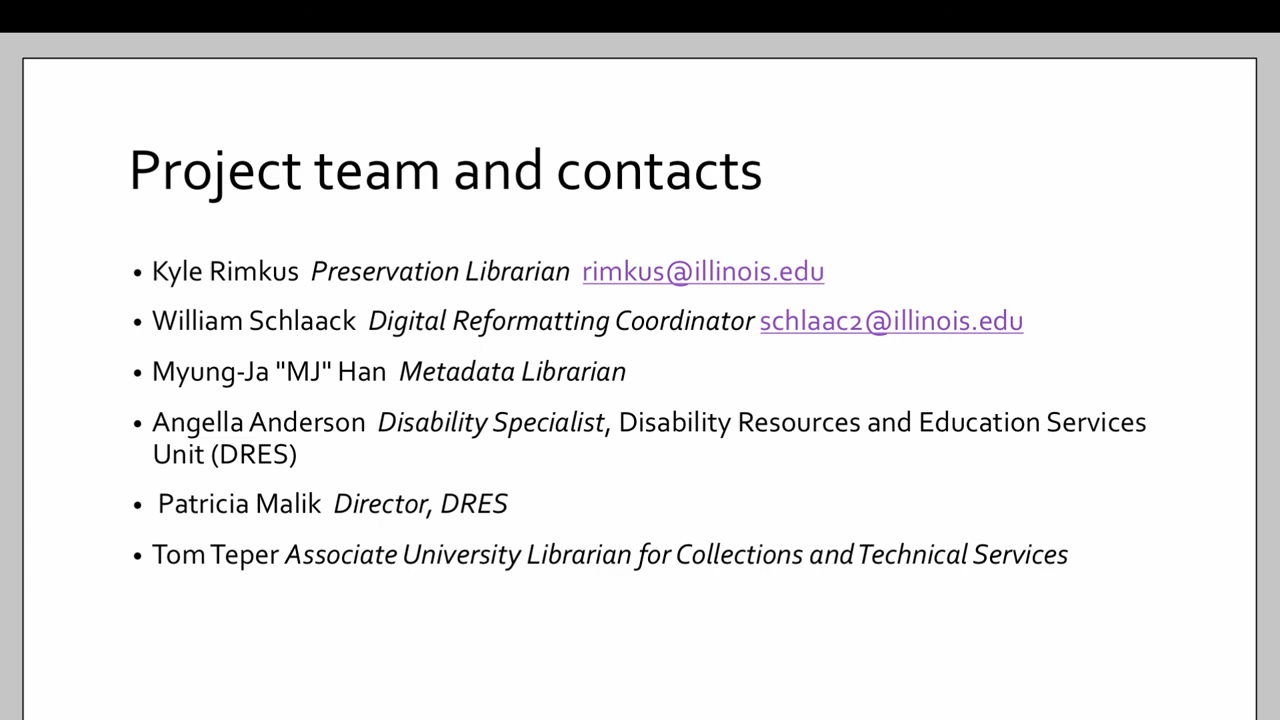 Project team and contacts
• Kyle Rimkus Preservation Librarian rimkus@illinois.edu
• William Schlaack Digital Reformatting Coordinator schlaac2@illinois.edu
• Myung-Ja "MJ" Han Metadata Librarian
• Angella Anderson Disability Specialist, Disability Resources and Education Services
Unit (DRES)
• Patricia Malik Director, DRES
• Tom Teper Associate University Librarian for Collections and Technical Services